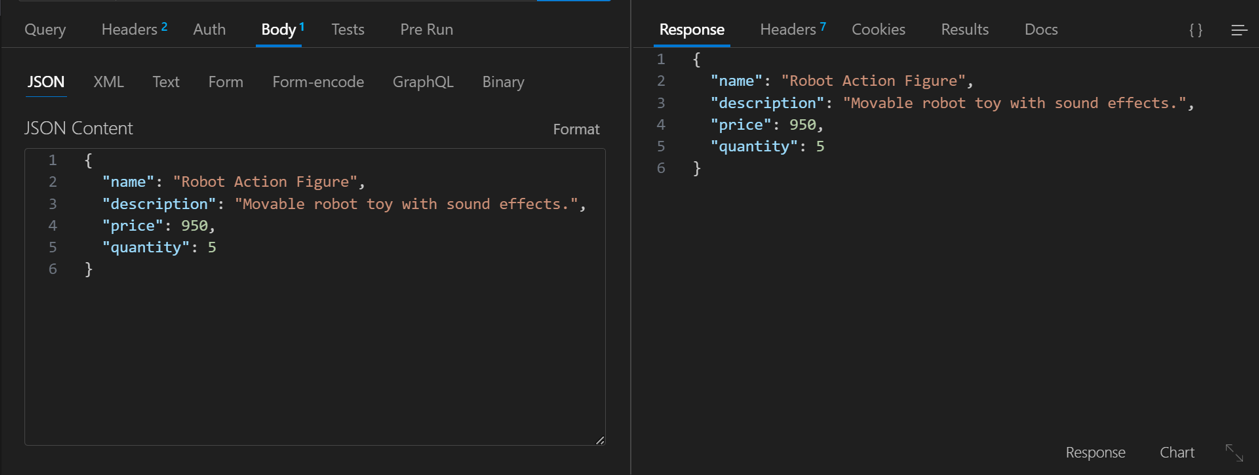 Query Headers 2 Auth Body 1 Tests Pre Run
JSON XML Text Form Form-encode GraphQL Binary
JSON Content Format
1 {
2 "name": "Robot Action Figure",
3 "description": "Movable robot toy with sound effects.",
4 "price": 950,
5 "quantity": 5
6 }
Response Headers 7 Cookies Results Docs { }
1 {
2 "name": "Robot Action Figure",
3 "description": "Movable robot toy with sound effects.",
4 "price": 950,
5 "quantity": 5
6 }
Response Chart